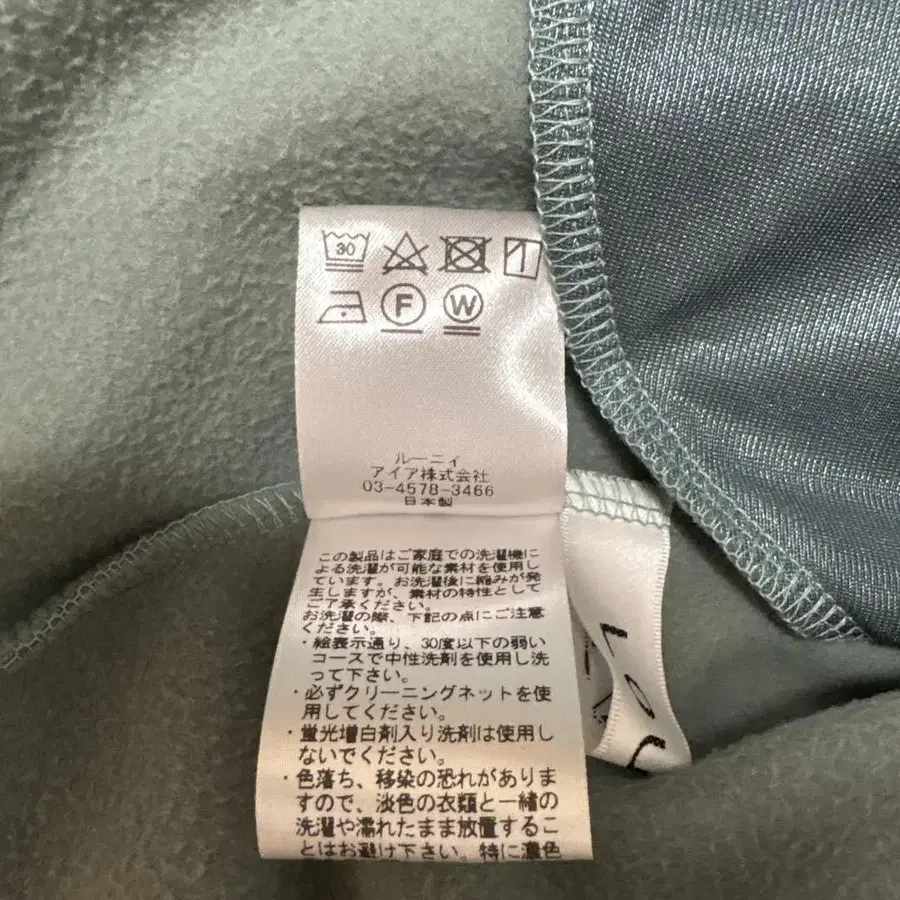 30
F
W
ルーニィ
アイア株式会社
03-4578-3466
日本製
この製品はご家庭での洗濯機に
よる洗濯が可能な素材を使用し
ています。お洗濯後に縮みが発
生しますが、素材の特性として
ご了承ください。
お洗濯の際、下記の点にご注意
ください。
・絵表示通り、30度以下の弱い
コースで中性洗剤を使用し洗
って下さい。
・必ずクリーニングネットを使
用してください。
・蛍光増白剤入り洗剤は使用し
ないでください。
・色落ち、移染の恐れがありま
すので、淡色の衣類と一緒の
洗濯や濡れたまま放置するこ
とはお避け下さい。特に濃色